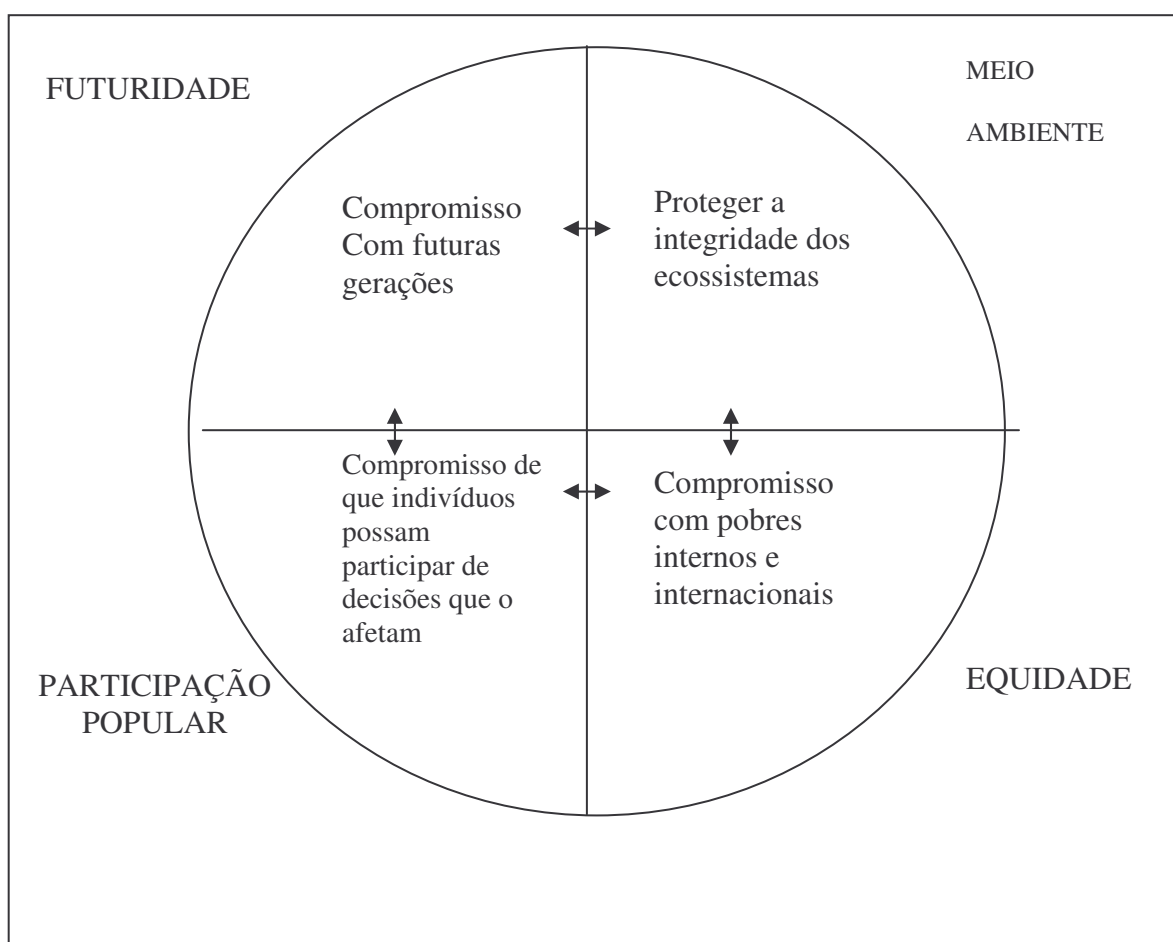 FUTURIDADE
MEIO
AMBIENTE
Compromisso
Com futuras
gerações
Proteger a
integridade dos
ecossistemas
Compromisso de
que indivíduos
possam
participar de
decisões que o
afetam
Compromisso
com pobres
internos e
internacionais
PARTICIPAÇÃO
POPULAR
EQUIDADE